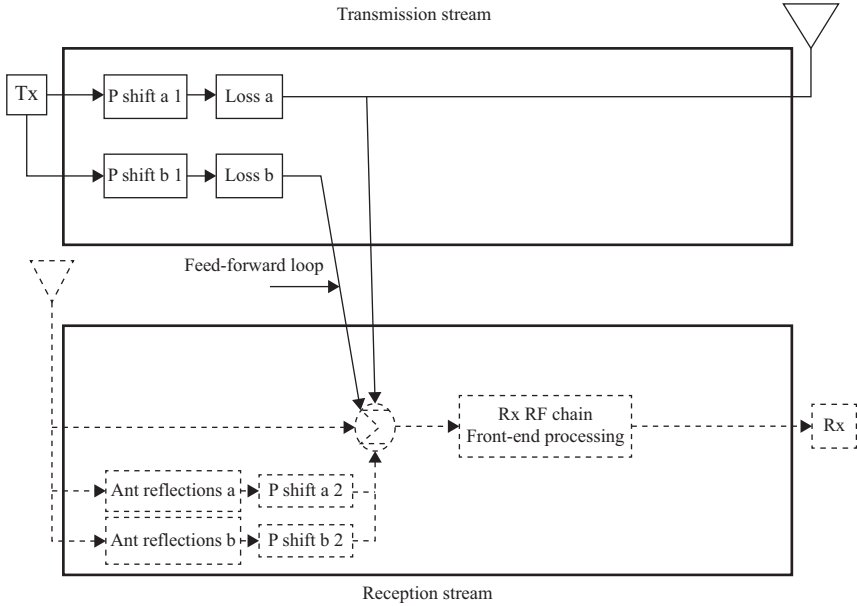 Transmission stream
Tx
P shift a 1
Loss a
P shift b 1
Loss b
Feed-forward loop
Rx RF chain
Front-end processing
Rx
Ant reflections a
P shift a 2
Ant reflections b
P shift b 2
Reception stream